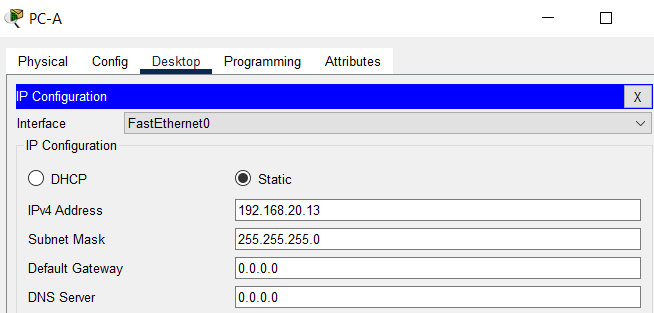 PC-A
Physical Config Desktop Programming Attributes
IP Configuration X
Interface FastEthernet0
IP Configuration
DHCP Static
IPv4 Address 192.168.20.13
Subnet Mask 255.255.255.0
Default Gateway 0.0.0.0
DNS Server 0.0.0.0